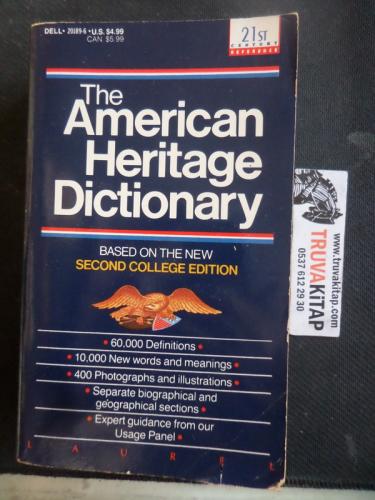 DELL • 20189-6 • U.S. $4.99
CAN $5.99
21ST
CENTURY
REFERENCE
The
American
Heritage
Dictionary
BASED ON THE NEW
SECOND COLLEGE EDITION
• 60,000 Definitions •
• 10,000 New words and meanings •
• 400 Photographs and illustrations •
• Separate biographical and
geographical sections •
• Expert guidance from our
Usage Panel •
LAUREL
www.truvakitap.com
TRUVAKiTAP
0537 612 29 30